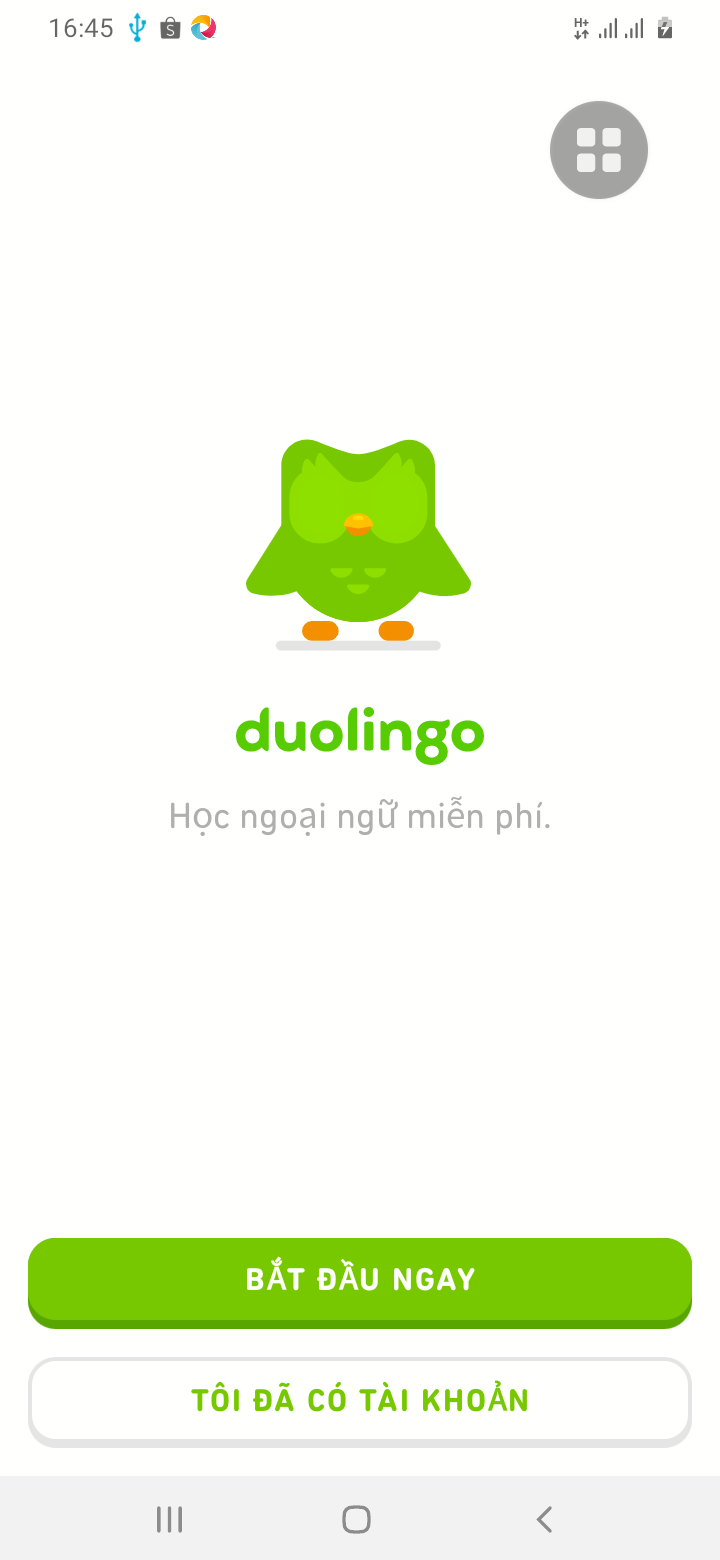 16:45
H+
duolingo
Học ngoại ngữ miễn phí.
BẮT ĐẦU NGAY
TÔI ĐÃ CÓ TÀI KHOẢN